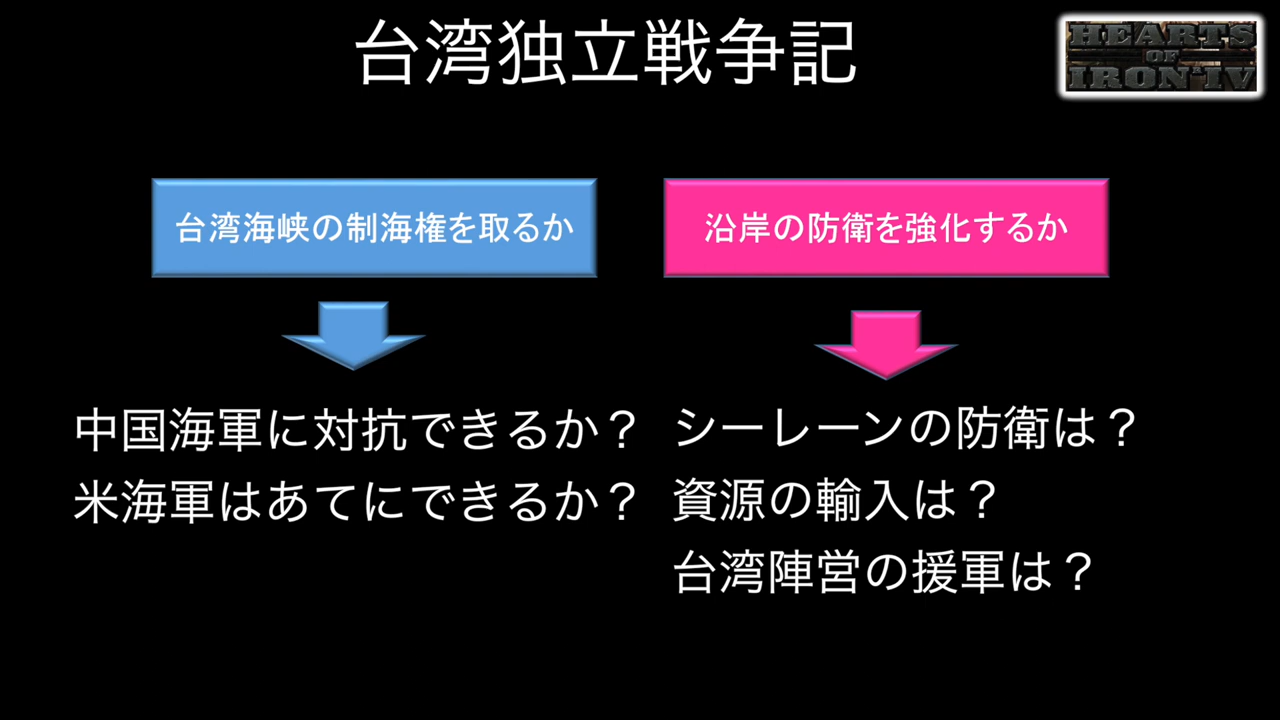 台湾独立戦争記
HEARTS
OF
IRON IV
台湾海峡の制海権を取るか
沿岸の防衛を強化するか
中国海軍に対抗できるか？
米海軍はあてにできるか？
シーレーンの防衛は？
資源の輸入は？
台湾陣営の援軍は？